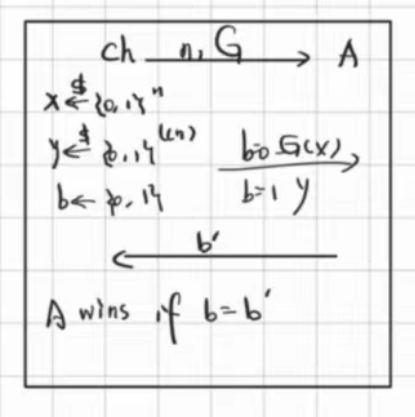 ch n, G A
x ←$ {0,1}^n
y ←$ {0,1}^l(n) b=0 G(x)
b ← {0,1} b=1 y
b'
A wins if b=b'